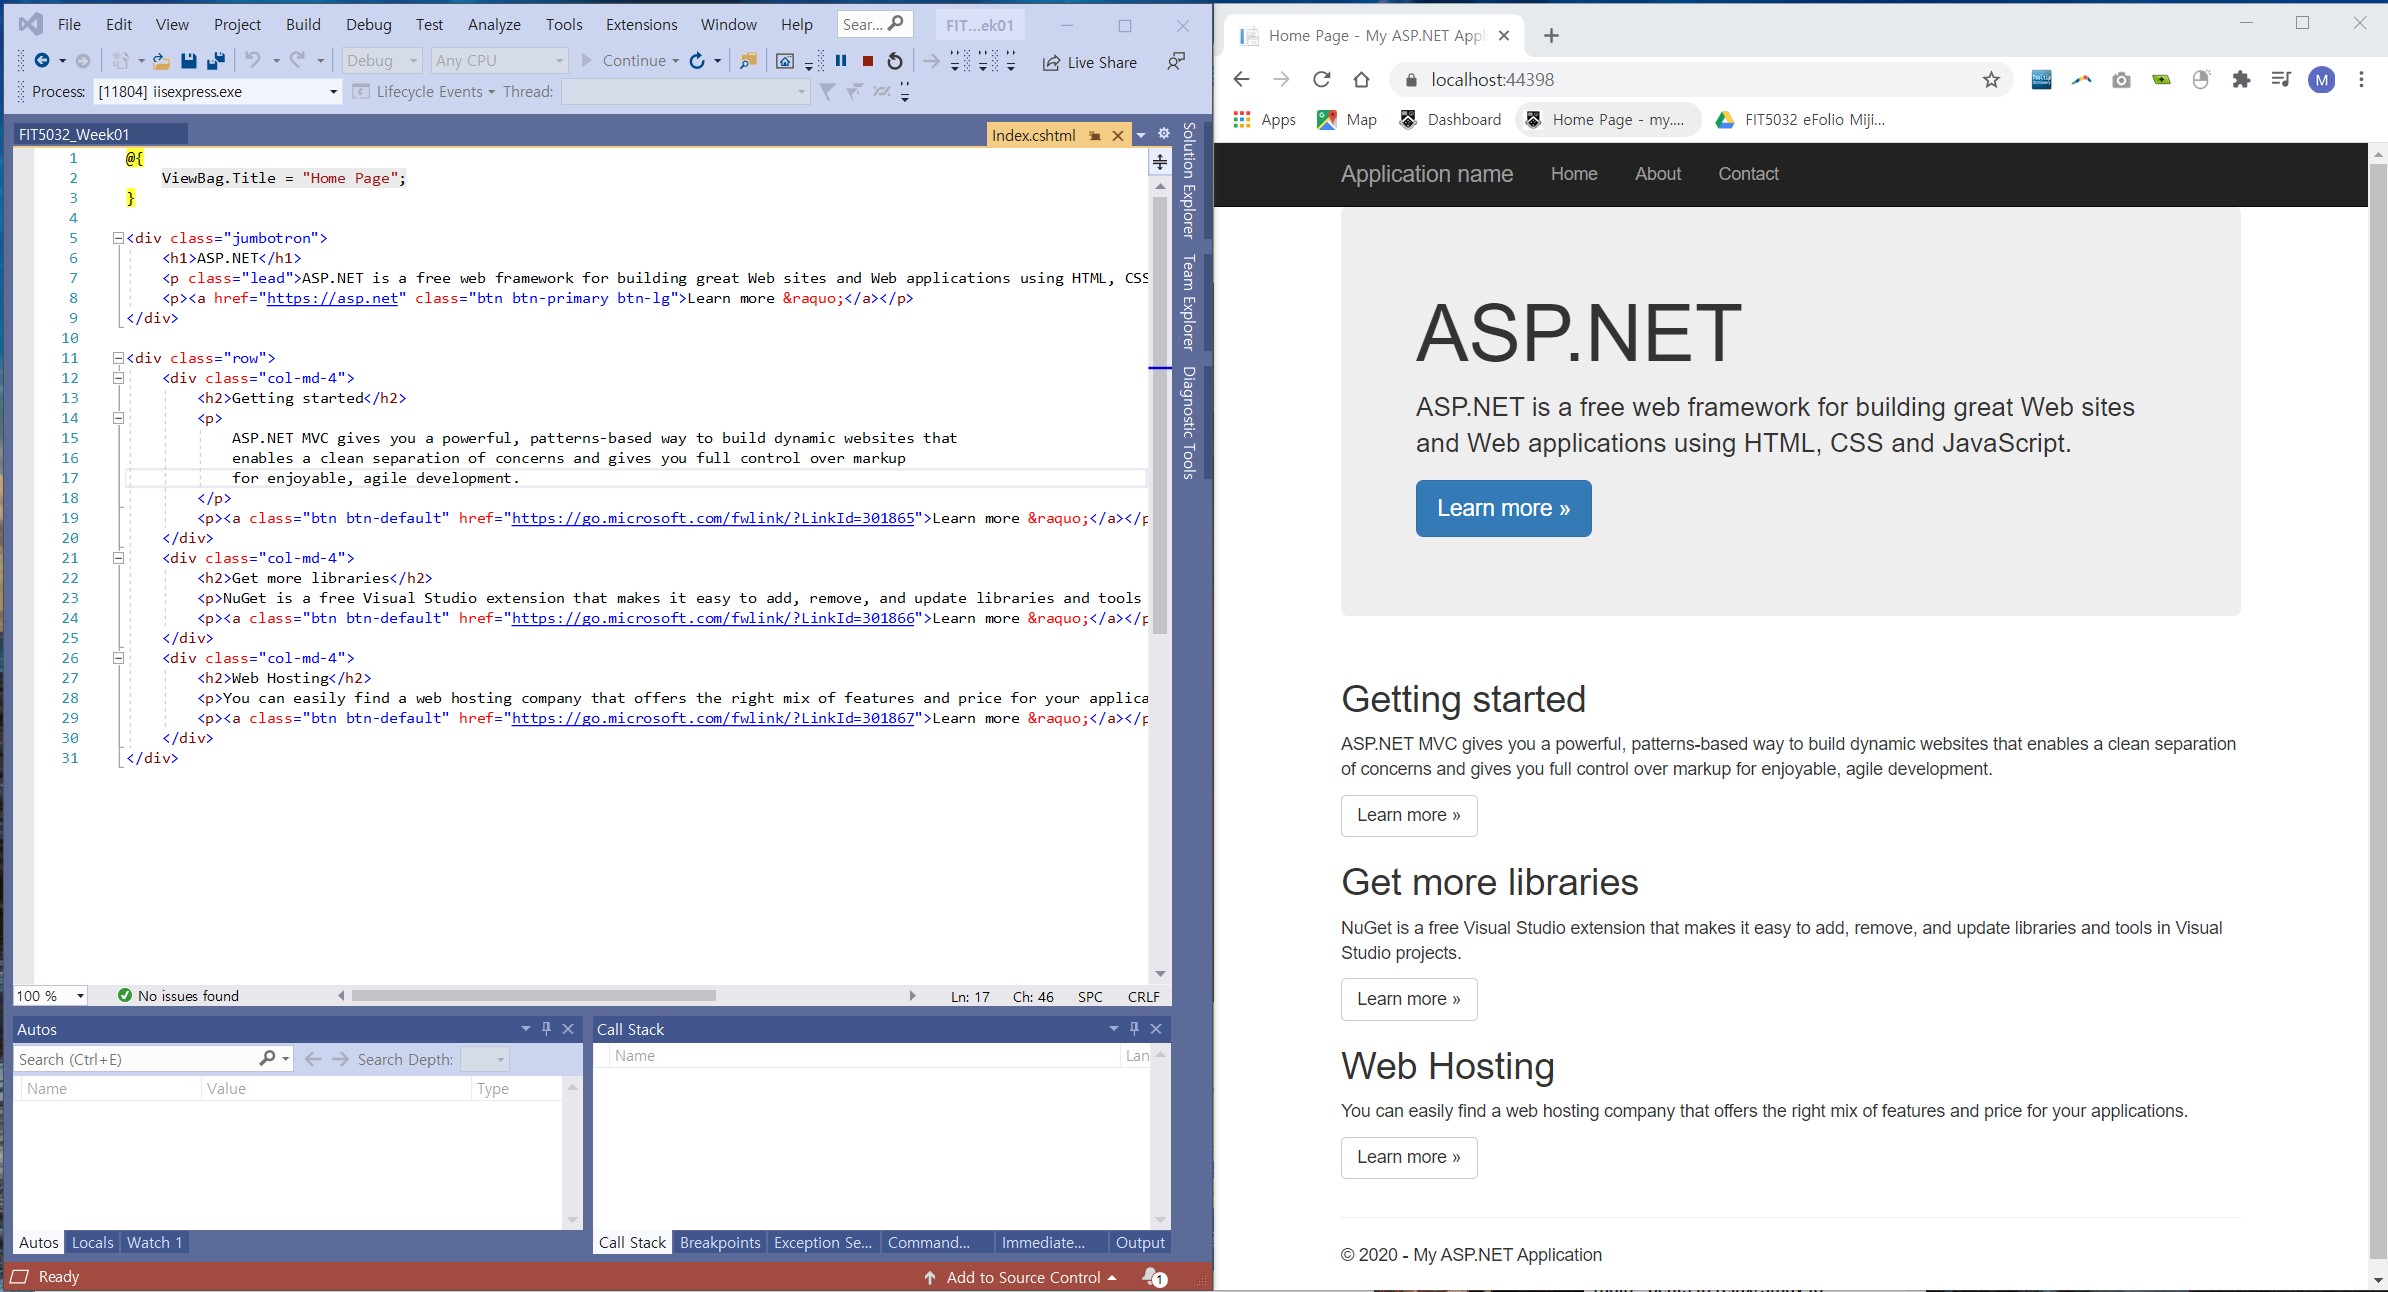 File Edit View Project Build Debug Test Analyze Tools Extensions Window Help Sear... FIT...ek01
Debug Any CPU Continue Live Share
Process: [11804] iisexpress.exe Lifecycle Events Thread:
FIT5032_Week01 Index.cshtml
1 @{
2 ViewBag.Title = "Home Page";
3 }
4
5 <div class="jumbotron">
6 <h1>ASP.NET</h1>
7 <p class="lead">ASP.NET is a free web framework for building great Web sites and Web applications using HTML, CSS
8 <p><a href="https://asp.net" class="btn btn-primary btn-lg">Learn more &raquo;</a></p>
9 </div>
10
11 <div class="row">
12 <div class="col-md-4">
13 <h2>Getting started</h2>
14 <p>
15 ASP.NET MVC gives you a powerful, patterns-based way to build dynamic websites that
16 enables a clean separation of concerns and gives you full control over markup
17 for enjoyable, agile development.
18 </p>
19 <p><a class="btn btn-default" href="https://go.microsoft.com/fwlink/?LinkId=301865">Learn more &raquo;</a></p
20 </div>
21 <div class="col-md-4">
22 <h2>Get more libraries</h2>
23 <p>NuGet is a free Visual Studio extension that makes it easy to add, remove, and update libraries and tools
24 <p><a class="btn btn-default" href="https://go.microsoft.com/fwlink/?LinkId=301866">Learn more &raquo;</a></p
25 </div>
26 <div class="col-md-4">
27 <h2>Web Hosting</h2>
28 <p>You can easily find a web hosting company that offers the right mix of features and price for your applica
29 <p><a class="btn btn-default" href="https://go.microsoft.com/fwlink/?LinkId=301867">Learn more &raquo;</a></p
30 </div>
31 </div>
Solution Explorer
Team Explorer
Diagnostic Tools
100 % No issues found Ln: 17 Ch: 46 SPC CRLF
Autos
Search (Ctrl+E) Search Depth:
Name Value Type
Autos Locals Watch 1
Call Stack
Name Lan
Call Stack Breakpoints Exception Se... Command... Immediate... Output
Ready Add to Source Control 1
Home Page - My ASP.NET Appl
localhost:44398 M
Apps Map Dashboard Home Page - my.... FIT5032 eFolio Miji...
Application name Home About Contact
ASP.NET
ASP.NET is a free web framework for building great Web sites
and Web applications using HTML, CSS and JavaScript.
Learn more »
Getting started
ASP.NET MVC gives you a powerful, patterns-based way to build dynamic websites that enables a clean separation
of concerns and gives you full control over markup for enjoyable, agile development.
Learn more »
Get more libraries
NuGet is a free Visual Studio extension that makes it easy to add, remove, and update libraries and tools in Visual
Studio projects.
Learn more »
Web Hosting
You can easily find a web hosting company that offers the right mix of features and price for your applications.
Learn more »
© 2020 - My ASP.NET Application